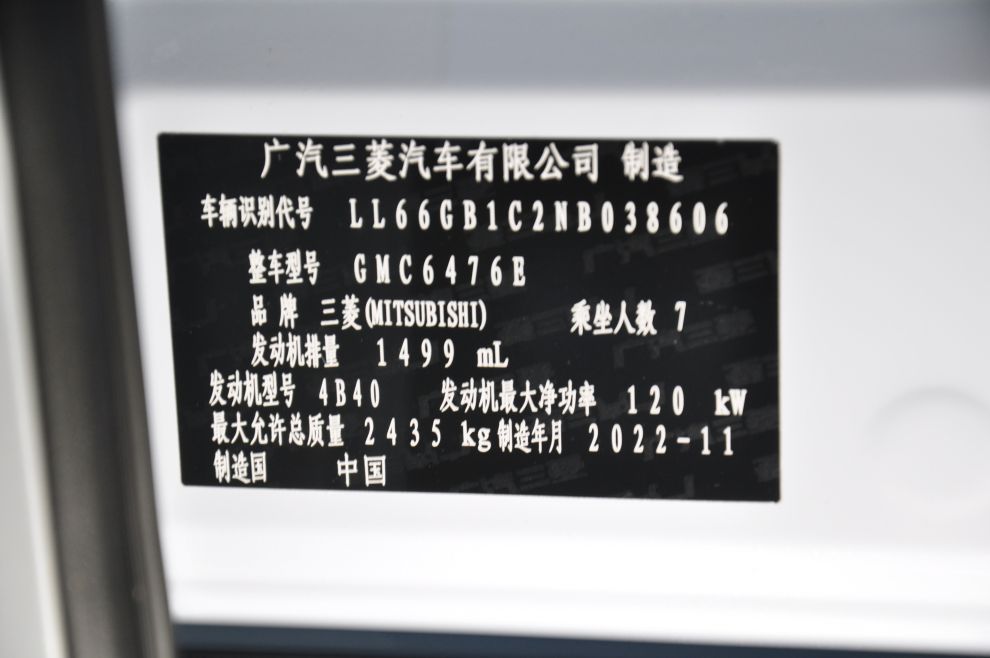 广汽三菱汽车有限公司 制造
车辆识别代号 LL66GB1C2NB038606
整车型号 GMC6476E
品牌 三菱(MITSUBISHI) 乘坐人数 7
发动机排量 1499 mL
发动机型号 4B40 发动机最大净功率 120 kW
最大允许总质量 2435 kg 制造年月 2022-11
制造国 中国